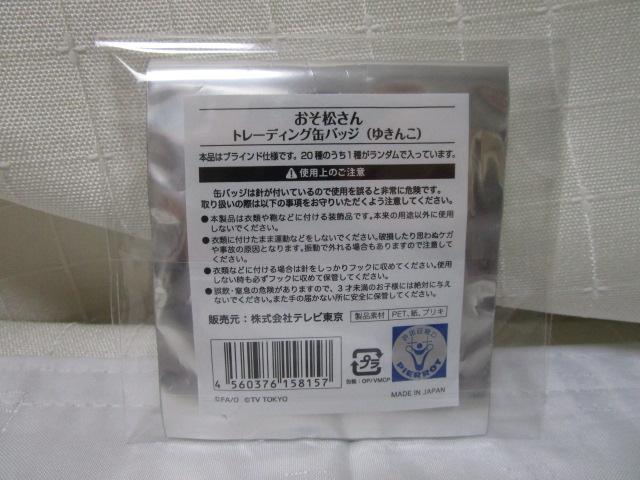 おそ松さん
トレーディング缶バッジ（ゆきんこ）
本品はブラインド仕様です。20種のうち1種がランダムで入っています。
使用上のご注意
缶バッジは針が付いているので使用を誤ると非常に危険です。
取り扱いの際は以下の事項をお守りいただくよう注意してください。
●本製品は衣類や鞄などに付ける装飾品です。本来の用途以外に使用
しないでください。
●衣類に付けたまま運動などをしないでください。破損したり思わぬケガ
や事故の原因となります。振動で外れる場合もありますので注意して
ください。
●衣類などに付ける場合は針をしっかりフックに収めてください。使用
しない時も必ずフックに収めて保管してください。
●誤飲・窒息の危険がありますので、3才未満のお子様には絶対に与え
ないでください。また手の届かない所に安全に保管してください。
販売元：株式会社テレビ東京
製品素材 PET、紙、ブリキ
4 560376 158157
プラ
包装：OP/VMCP
PIERROT
©FA/O ©TV TOKYO
MADE IN JAPAN